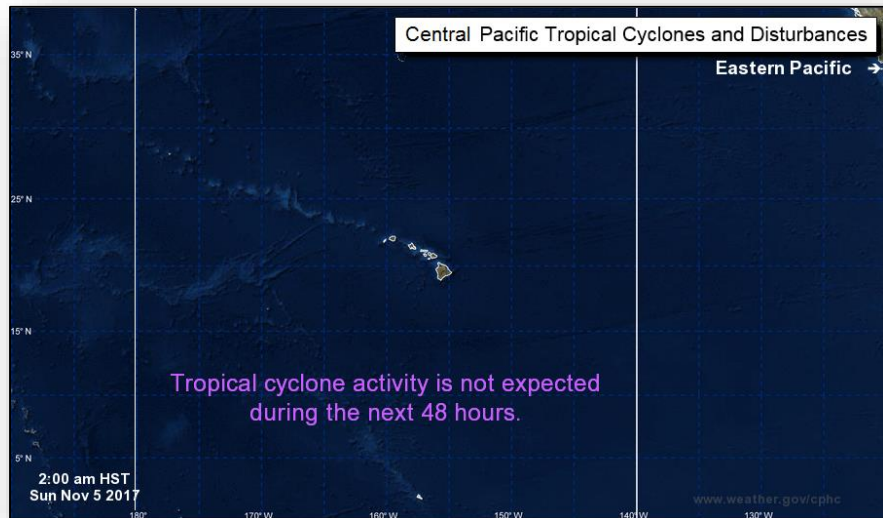 Central Pacific Tropical Cyclones and Disturbances
35° N
Eastern Pacific →
25° N
15° N
Tropical cyclone activity is not expected
during the next 48 hours.
5° N
2:00 am HST
Sun Nov 5 2017
www.weather.gov/cphc
180° 170° W 160° W 150° W 140° W 130° W